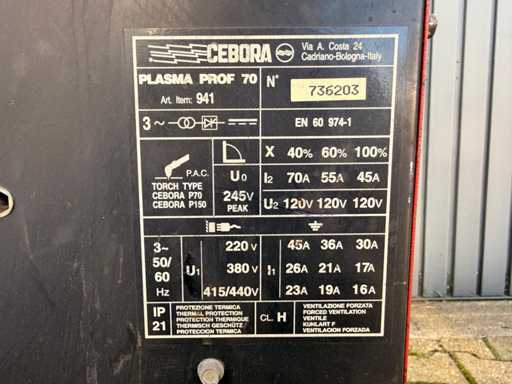 CEBORA
Via A. Costa 24
Cadriano-Bologna-Italy
PLASMA PROF 70
N° 736203
Art. Item: 941
3~
EN 60 974-1
X 40% 60% 100%
P.A.C.
U0
I2 70A 55A 45A
TORCH TYPE
CEBORA P70
CEBORA P150
245V
PEAK
U2 120V 120V 120V
3~
50/
60
Hz
U1
220 V
380 V
415/440V
I1
45A 36A 30A
26A 21A 17A
23A 19A 16A
IP
21
PROTEZIONE TERMICA
THERMAL PROTECTION
PROTECTION THERMIQUE
THERMISCH GESCHÜTZ
PROTECCION TERMICA
CL. H
VENTILAZIONE FORZATA
FORCED VENTILATION
VENTILE
KUHLART F
VENTILACION FORZADA